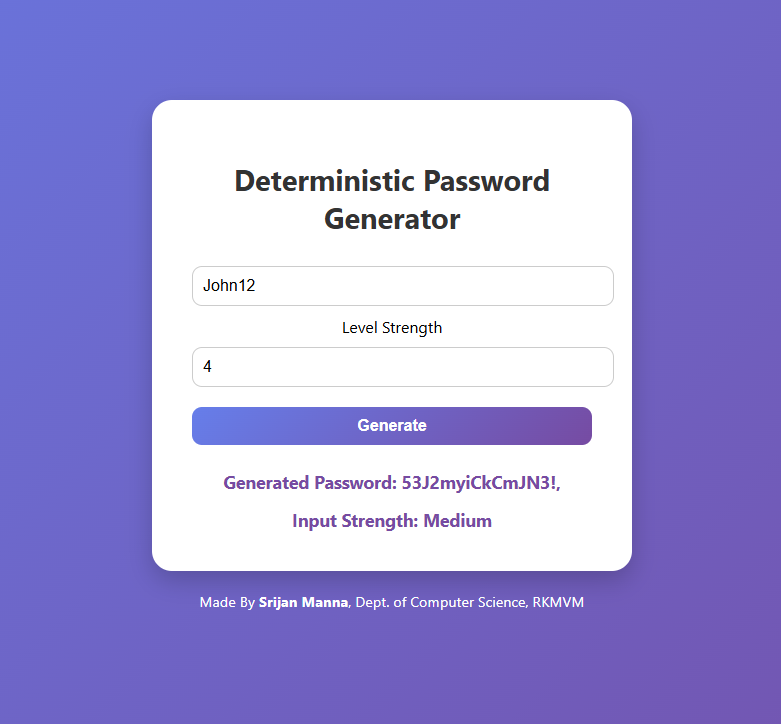 Deterministic Password
Generator
John12
Level Strength
4
Generate
Generated Password: 53J2myiCkCmJN3!,
Input Strength: Medium
Made By Srijan Manna, Dept. of Computer Science, RKMVM